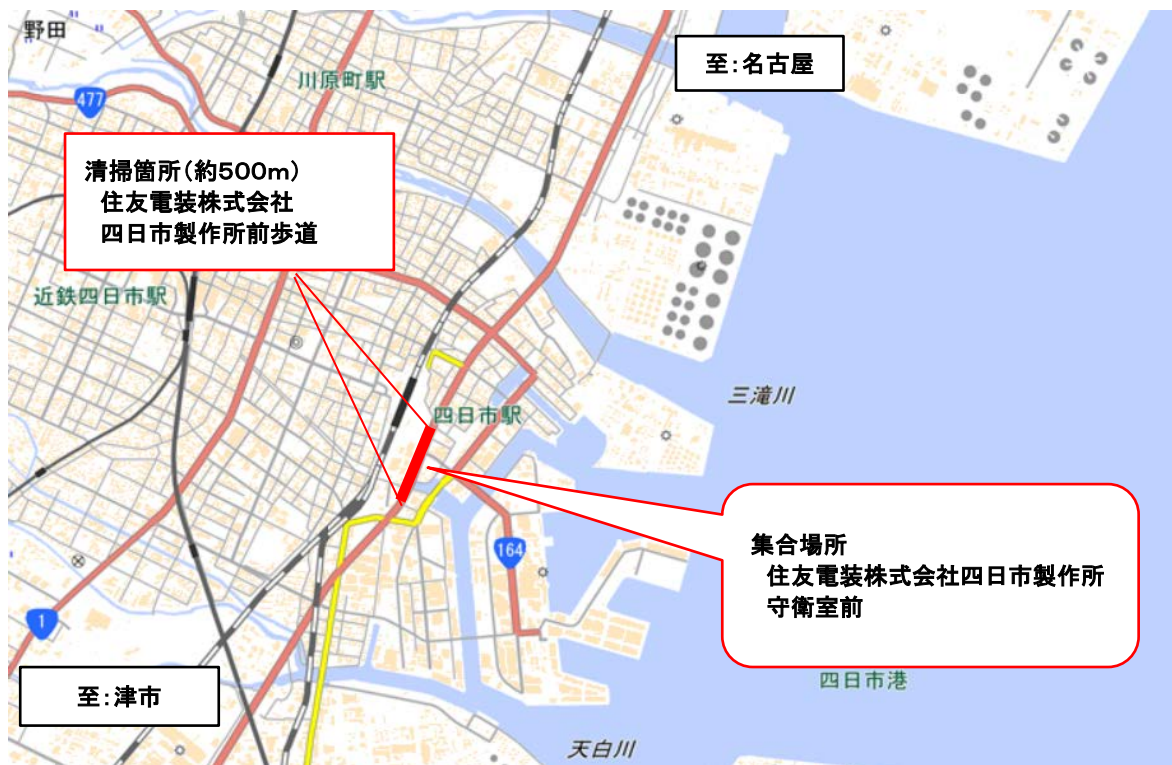 野田
至：名古屋
川原町駅
477
清掃箇所（約500m）
住友電装株式会社
四日市製作所前歩道
近鉄四日市駅
三滝川
四日市駅
集合場所
住友電装株式会社四日市製作所
守衛室前
164
1
至：津市
四日市港
天白川